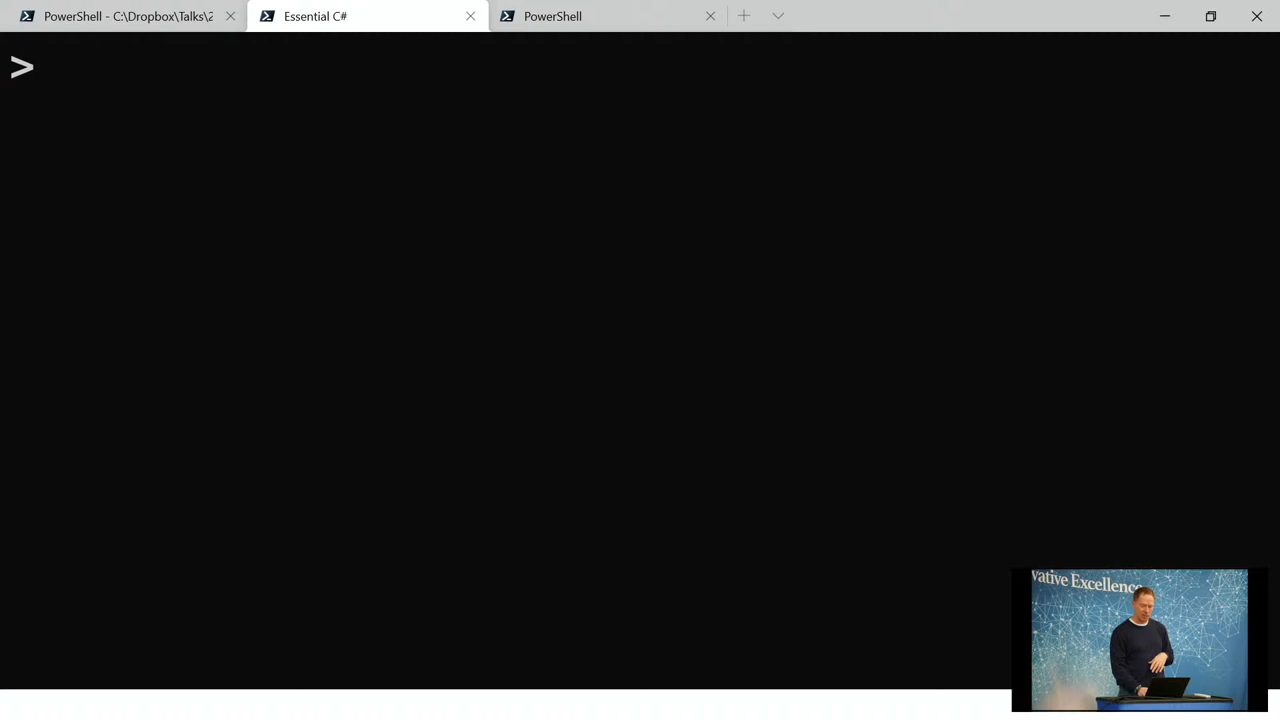 PowerShell - C:\Dropbox\Talks\2
Essential C#
PowerShell
>
vative Excellence